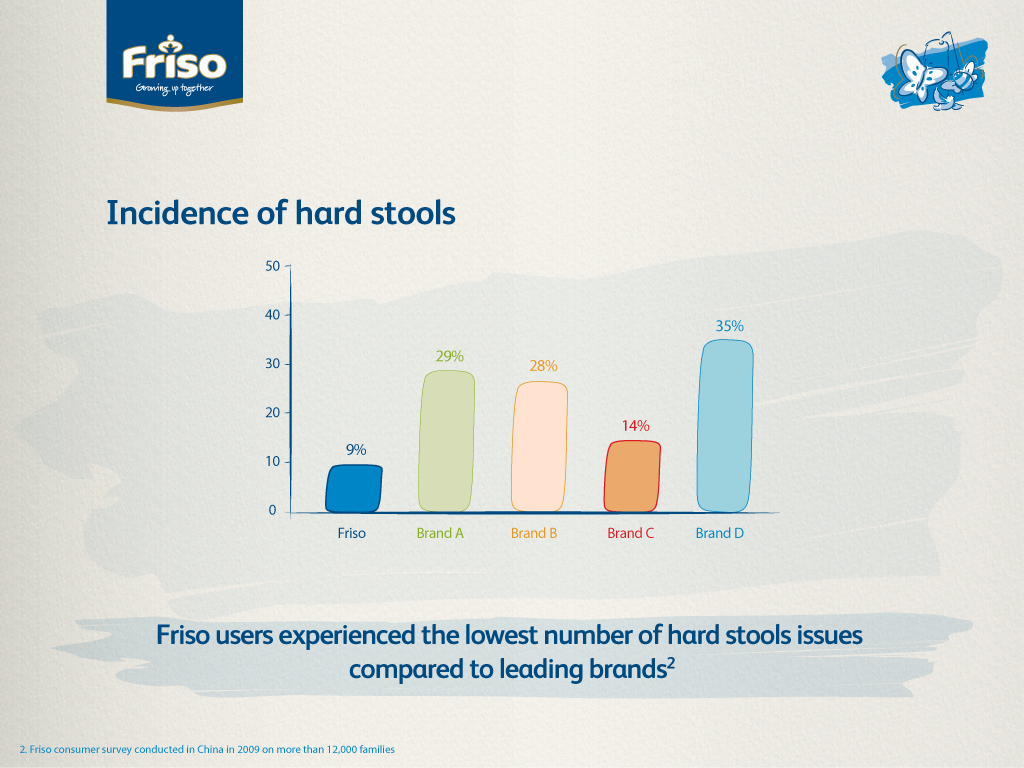 Friso
Growing up together
Incidence of hard stools
50
40
30
20
10
0
9%
29%
28%
14%
35%
Friso
Brand A
Brand B
Brand C
Brand D
Friso users experienced the lowest number of hard stools issues
compared to leading brands²
2. Friso consumer survey conducted in China in 2009 on more than 12,000 families